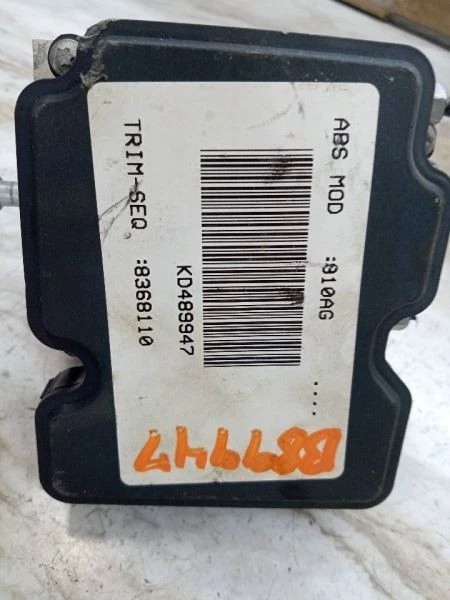 ABS MOD :810AG ....
KD489947
TRIM-SEQ :8368110
B89947